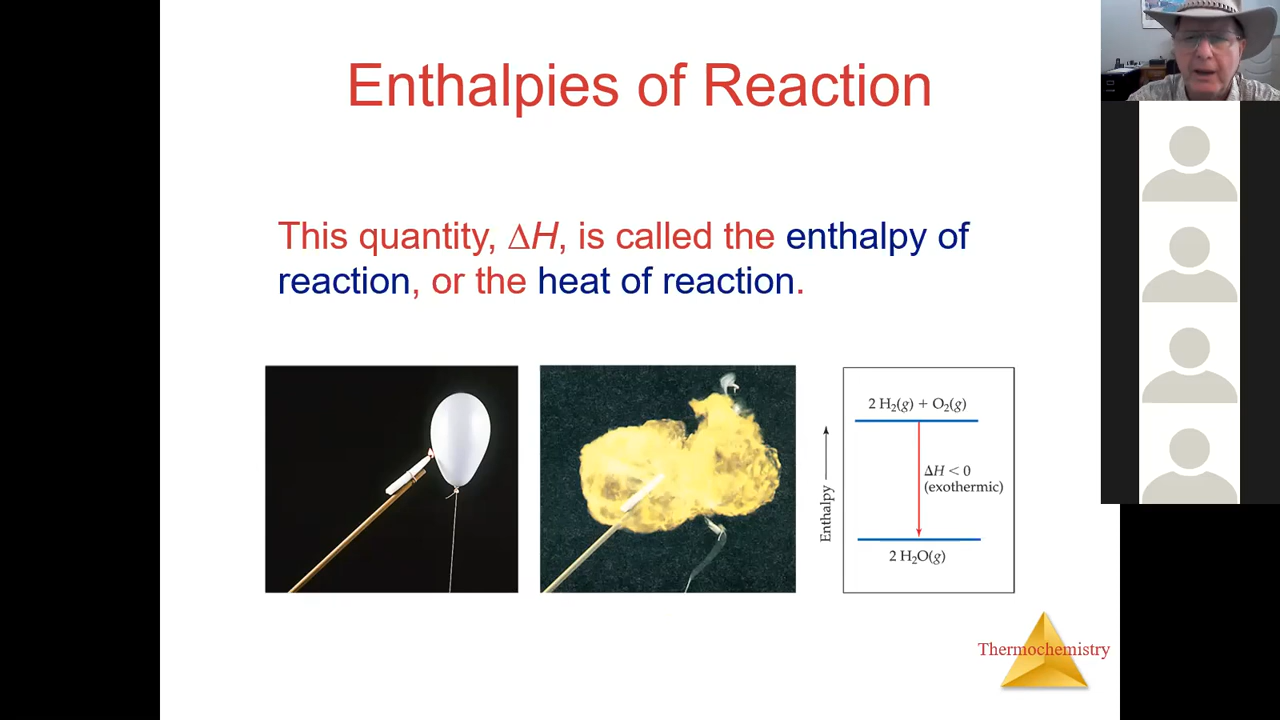 Enthalpies of Reaction
This quantity, ΔH, is called the enthalpy of
reaction, or the heat of reaction.
2 H₂(g) + O₂(g)
ΔH < 0
(exothermic)
Enthalpy
2 H₂O(g)
Thermochemistry